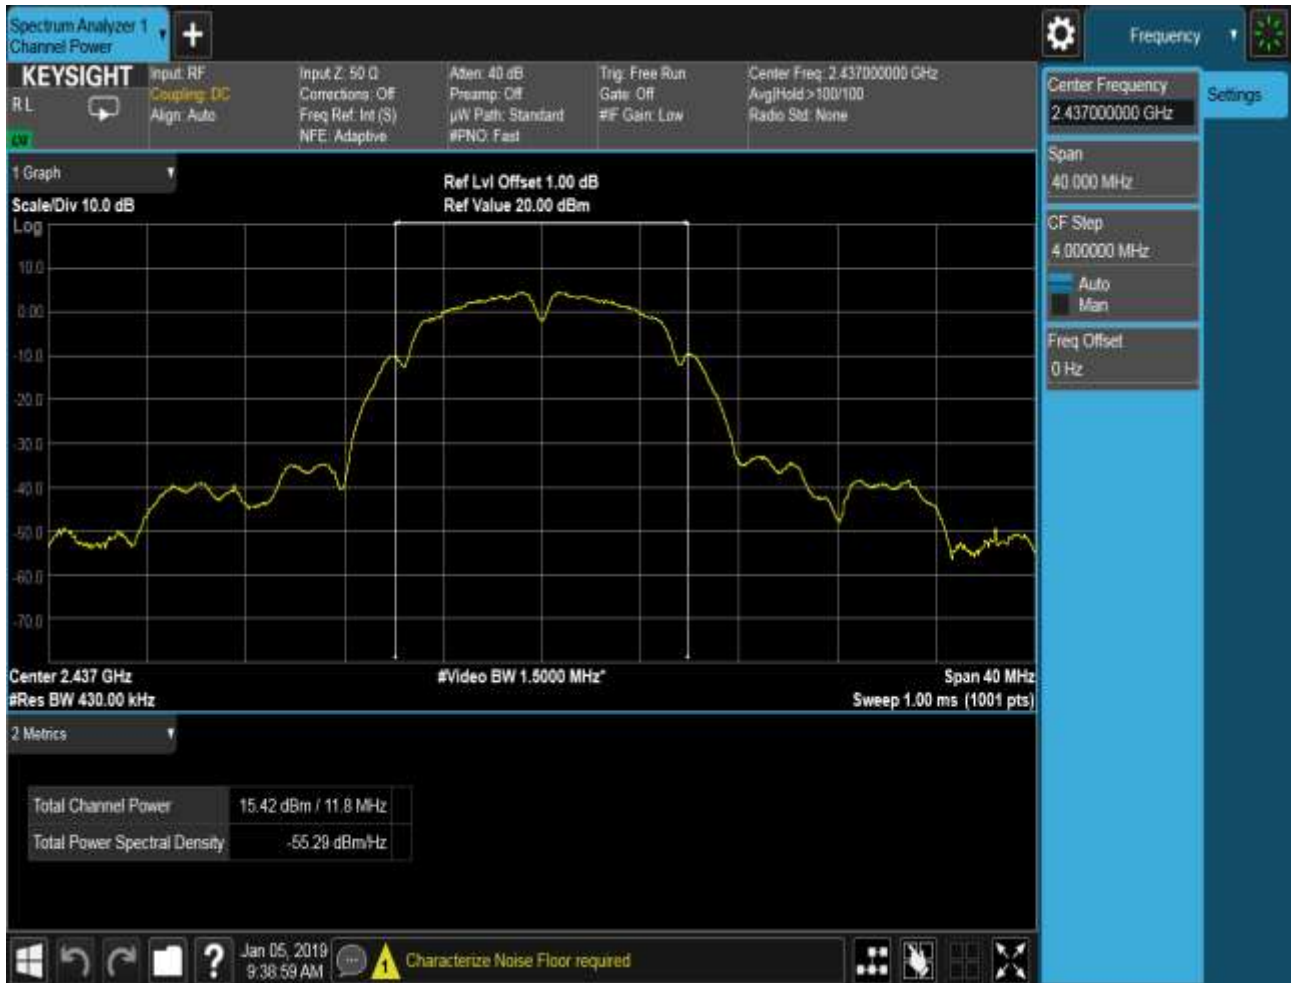 Spectrum Analyzer 1
Channel Power
Frequency
KEYSIGHT
R L
Input: RF
Coupling: DC
Align: Auto
Input Z: 50 Ω
Corrections: Off
Freq Ref: Int (S)
NFE: Adaptive
Atten: 40 dB
Preamp: Off
µW Path: Standard
#PNO: Fast
Trig: Free Run
Gate: Off
#IF Gain: Low
Center Freq: 2.437000000 GHz
Avg|Hold:>100/100
Radio Std: None
Center Frequency
2.437000000 GHz
Settings
Span
40.000 MHz
CF Step
4.000000 MHz
Auto
Man
Freq Offset
0 Hz
1 Graph
Scale/Div 10.0 dB
Ref Lvl Offset 1.00 dB
Ref Value 20.00 dBm
Log
10.0
0.00
-10.0
-20.0
-30.0
-40.0
-50.0
-60.0
-70.0
Center 2.437 GHz
#Video BW 1.5000 MHz*
Span 40 MHz
#Res BW 430.00 kHz
Sweep 1.00 ms (1001 pts)
2 Metrics
Total Channel Power
15.42 dBm / 11.8 MHz
Total Power Spectral Density
-55.29 dBm/Hz
?
Jan 05, 2019
9:38:59 AM
1
Characterize Noise Floor required